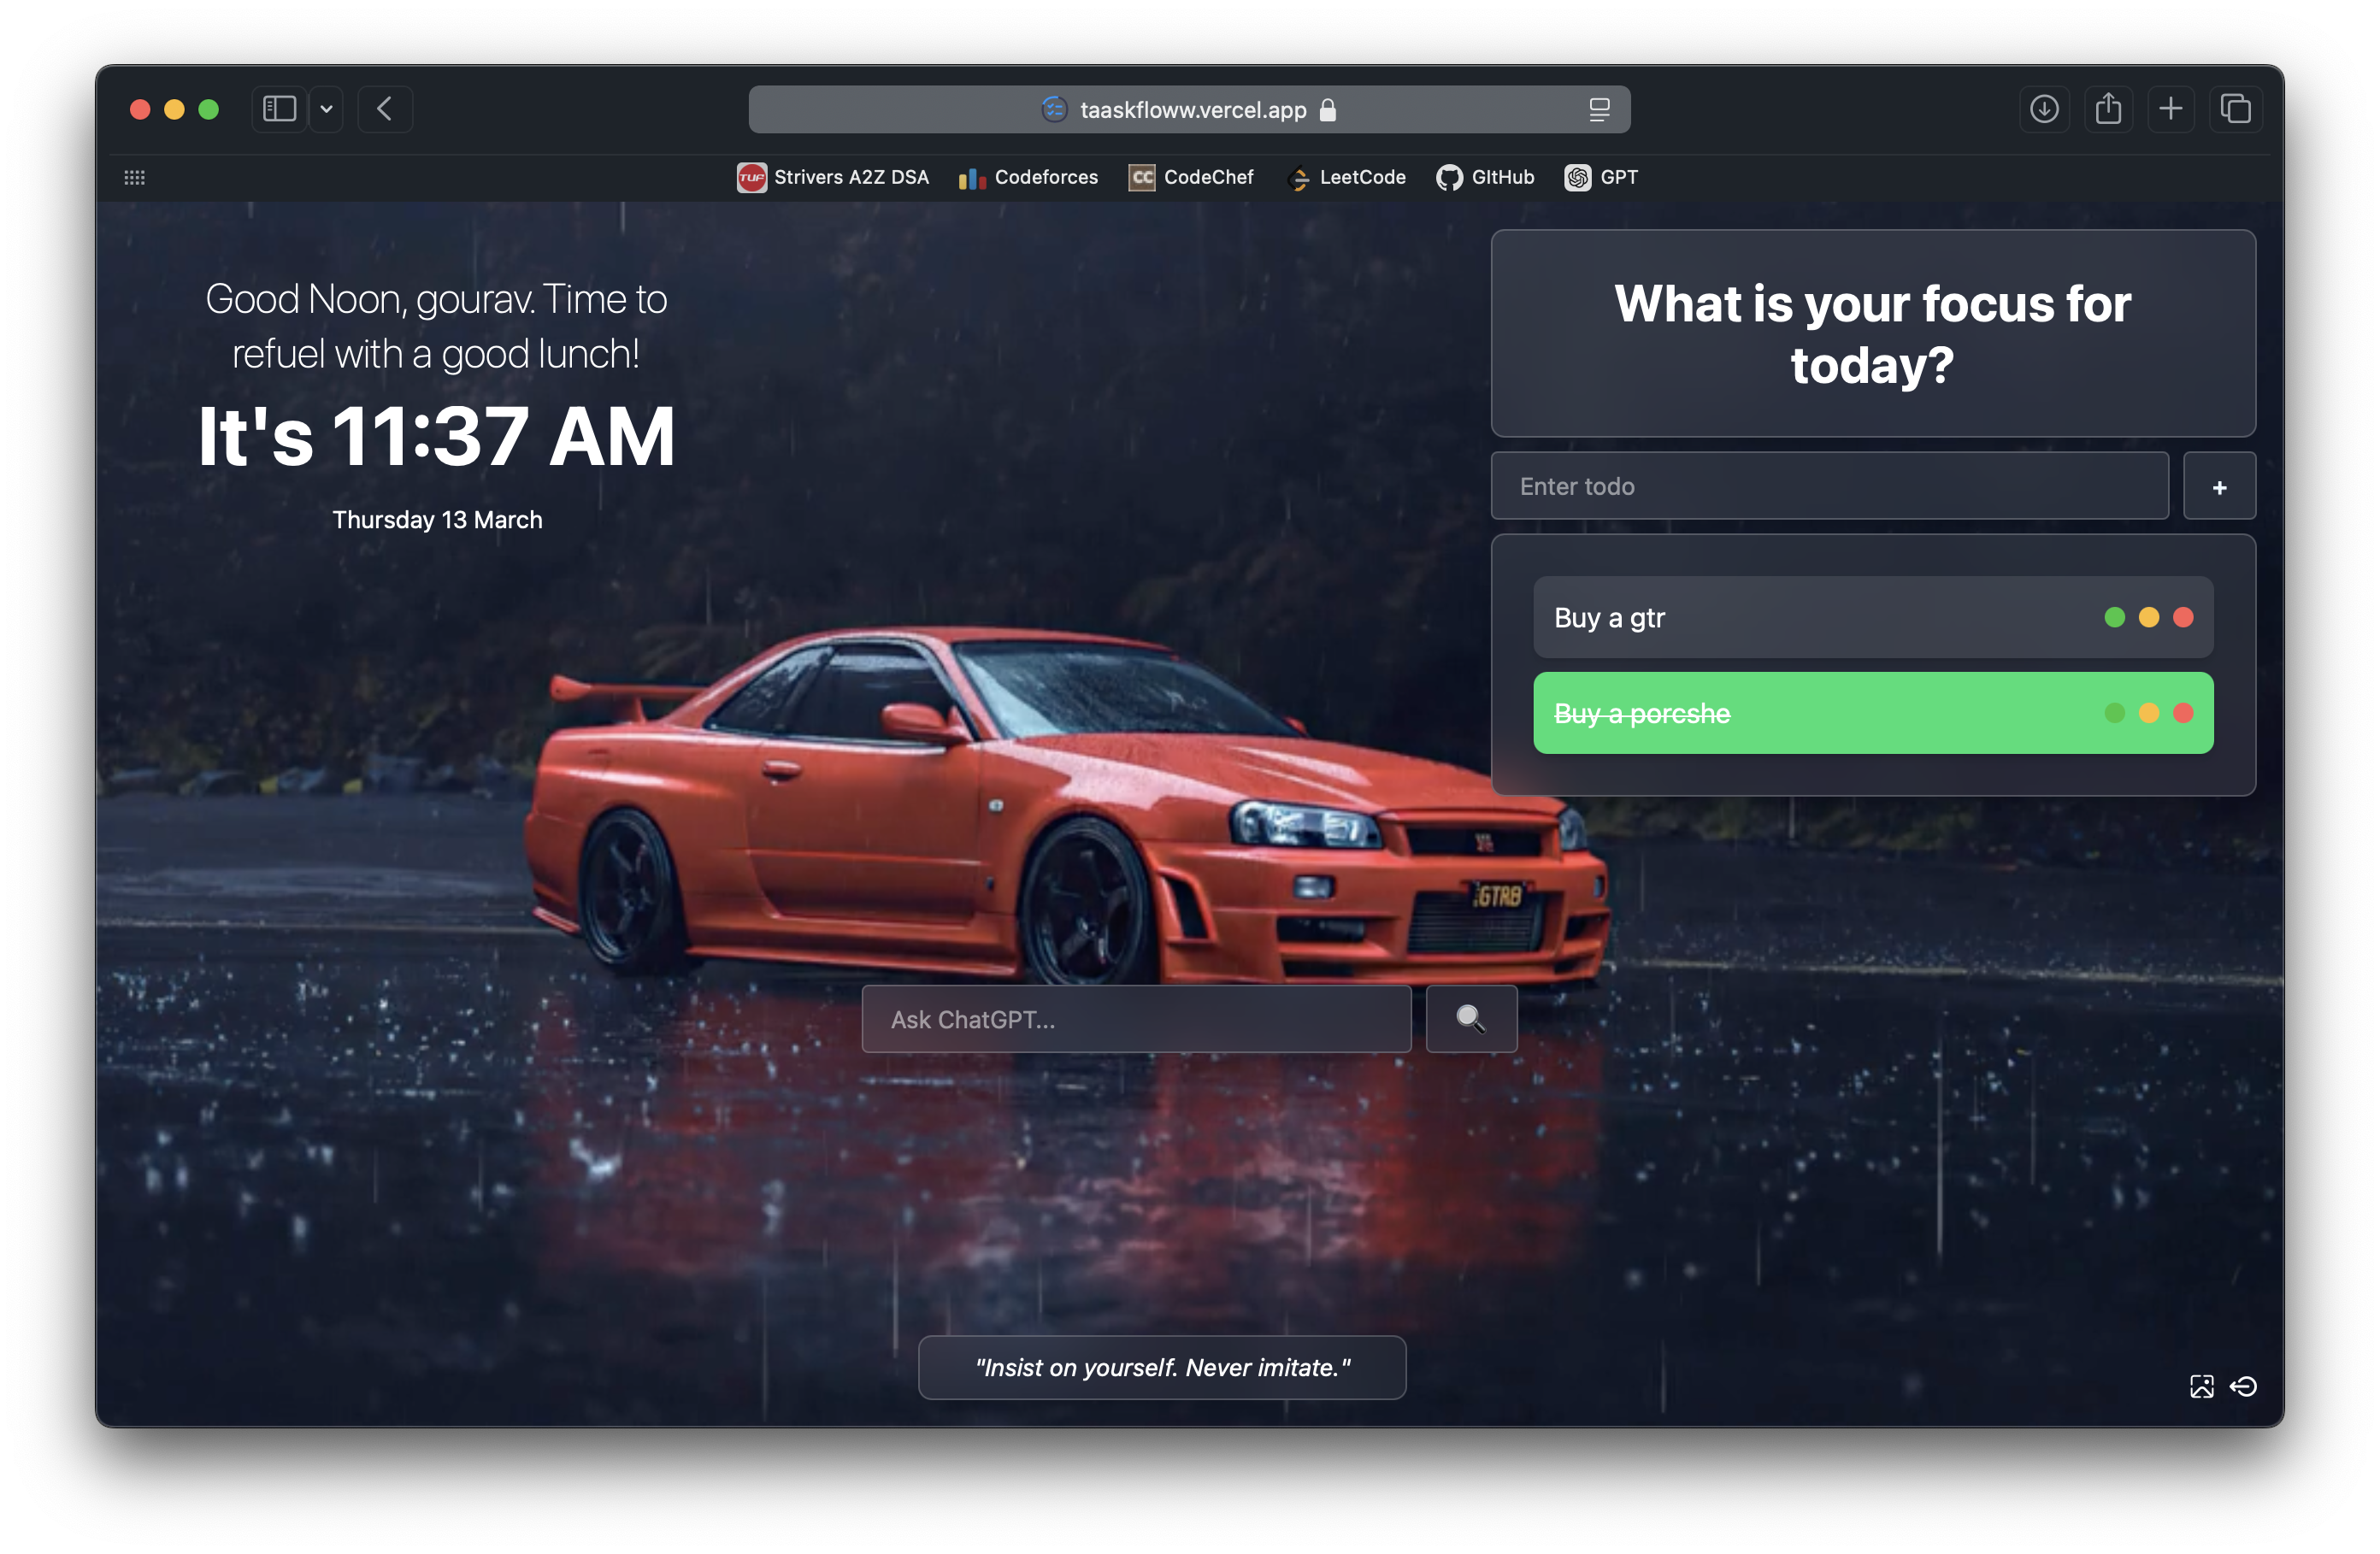 taaskfloww.vercel.app
TUF Strivers A2Z DSA
Codeforces
CC CodeChef
LeetCode
GItHub
GPT
Good Noon, gourav. Time to
refuel with a good lunch!
It's 11:37 AM
Thursday 13 March
What is your focus for
today?
Enter todo
+
Buy a gtr
Buy a porcshe
GTRB
Ask ChatGPT...
"Insist on yourself. Never imitate."